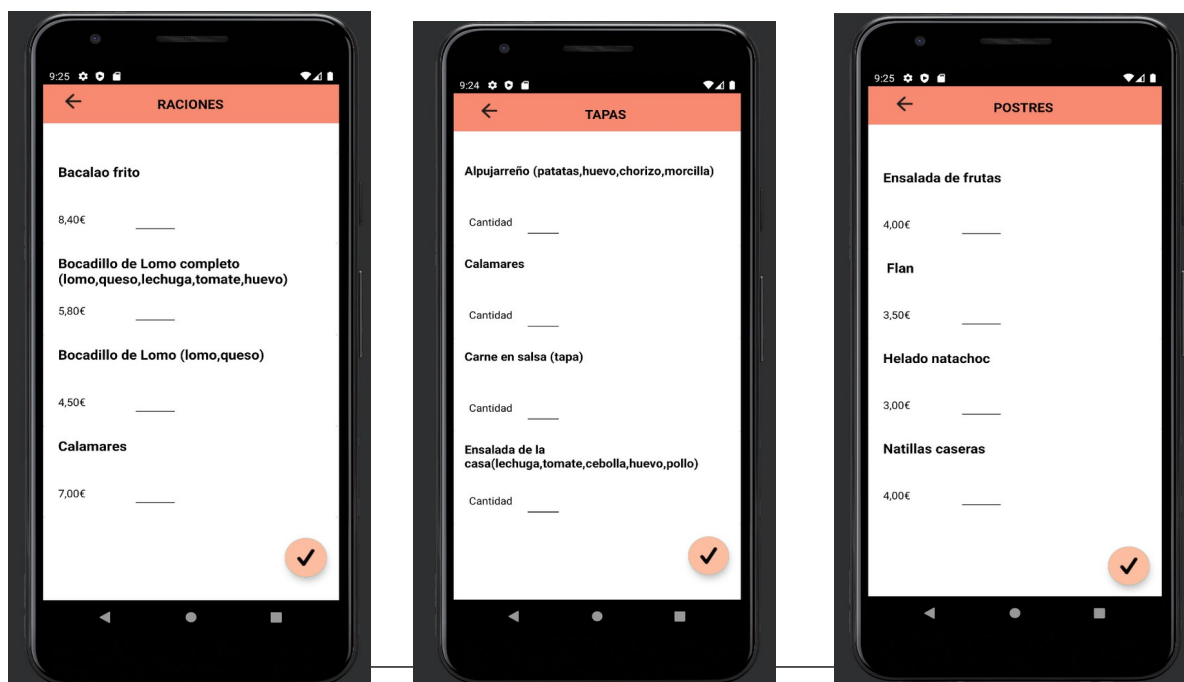 9:25
RACIONES
Bacalao frito
8,40€
Bocadillo de Lomo completo
(lomo,queso,lechuga,tomate,huevo)
5,80€
Bocadillo de Lomo (lomo,queso)
4,50€
Calamares
7,00€
9:24
TAPAS
Alpujarreño (patatas,huevo,chorizo,morcilla)
Cantidad
Calamares
Cantidad
Carne en salsa (tapa)
Cantidad
Ensalada de la
casa(lechuga,tomate,cebolla,huevo,pollo)
Cantidad
9:25
POSTRES
Ensalada de frutas
4,00€
Flan
3,50€
Helado natachoc
3,00€
Natillas caseras
4,00€